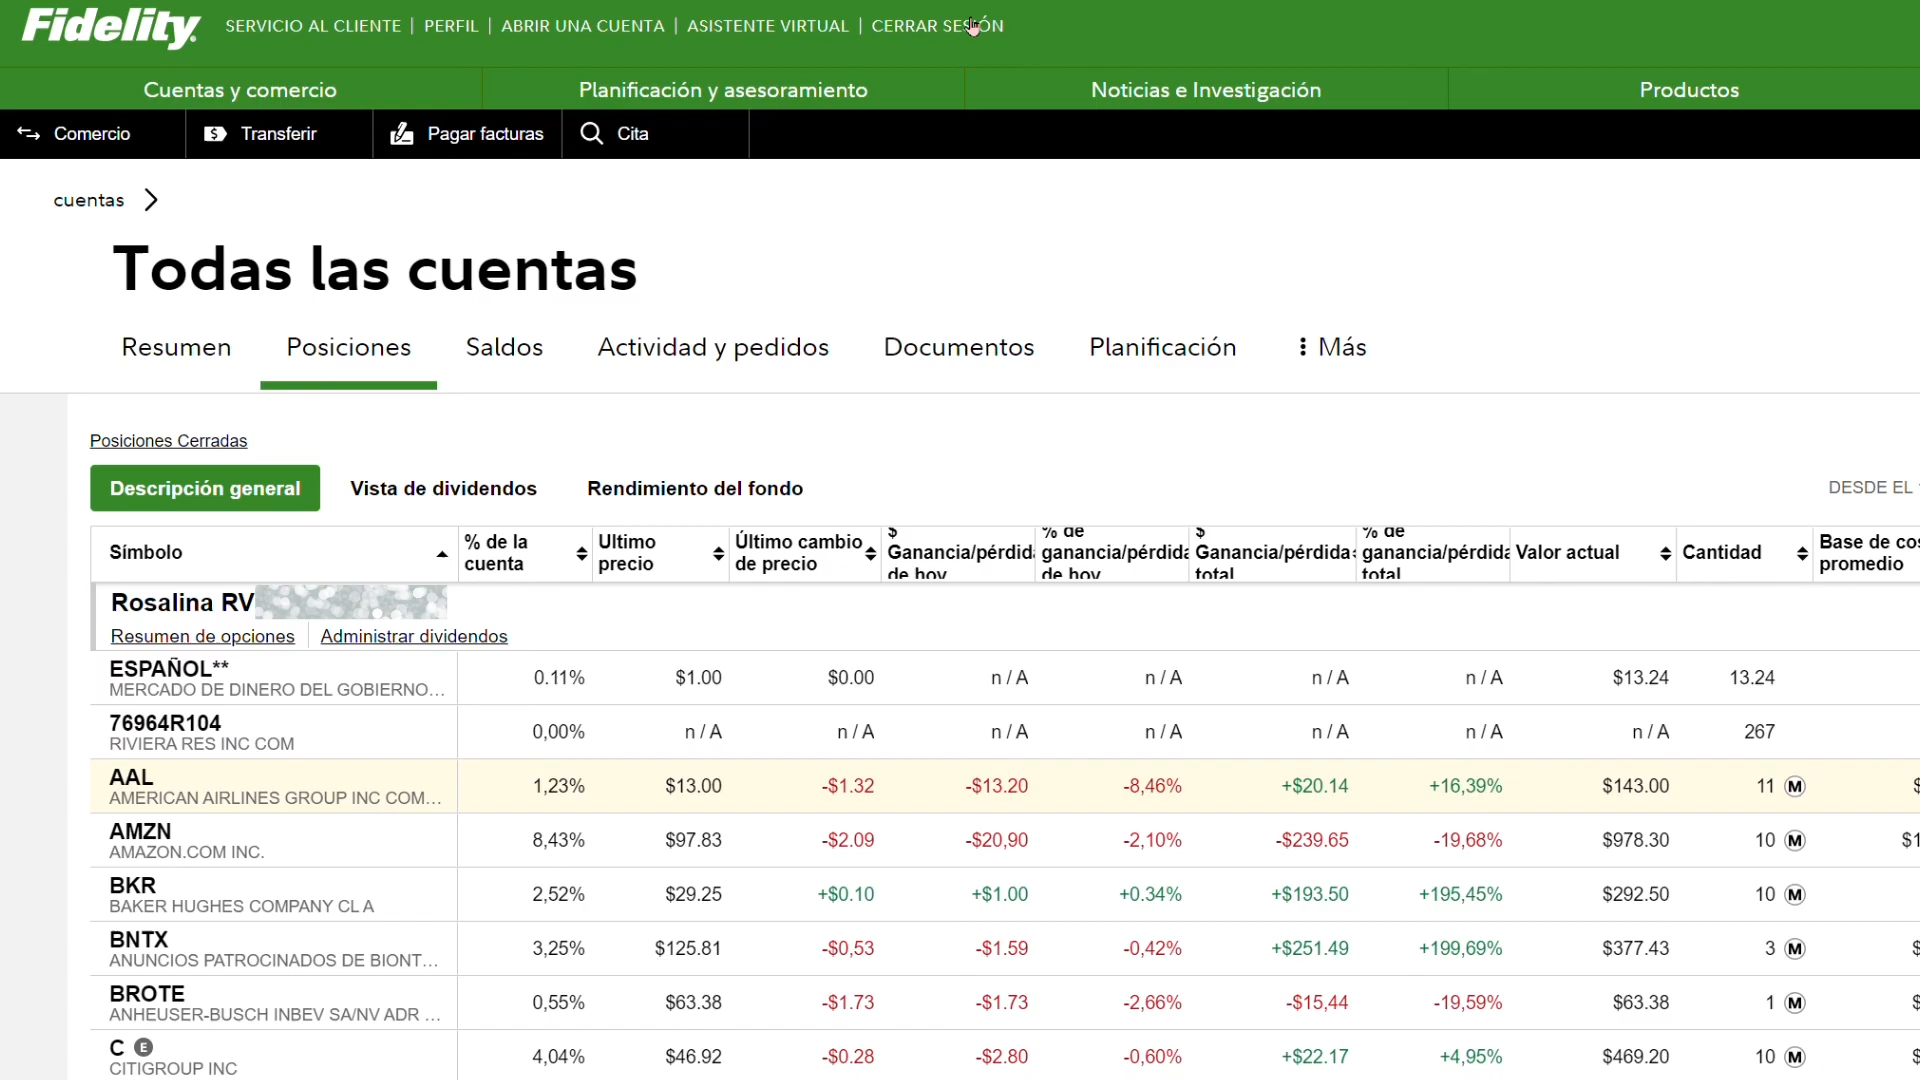 Fidelity
SERVICIO AL CLIENTE | PERFIL | ABRIR UNA CUENTA | ASISTENTE VIRTUAL | CERRAR SESIÓN
Cuentas y comercio Planificación y asesoramiento Noticias e Investigación Productos
Comercio Transferir Pagar facturas Cita
cuentas
Todas las cuentas
Resumen Posiciones Saldos Actividad y pedidos Documentos Planificación Más
Posiciones Cerradas
Descripción general Vista de dividendos Rendimiento del fondo DESDE EL
Símbolo % de la cuenta Ultimo precio Último cambio de precio $ Ganancia/pérdida de hoy % de ganancia/pérdida de hoy $ Ganancia/pérdida total % de ganancia/pérdida total Valor actual Cantidad Base de cos promedio
Rosalina RV
Resumen de opciones Administrar dividendos
ESPAÑOL** 0.11% $1.00 $0.00 n / A n / A n / A n / A $13.24 13.24
MERCADO DE DINERO DEL GOBIERNO...
76964R104 0,00% n / A n / A n / A n / A n / A n / A n / A 267
RIVIERA RES INC COM
AAL 1,23% $13.00 -$1.32 -$13.20 -8,46% +$20.14 +16,39% $143.00 11 M $
AMERICAN AIRLINES GROUP INC COM...
AMZN 8,43% $97.83 -$2.09 -$20,90 -2,10% -$239.65 -19,68% $978.30 10 M $1
AMAZON.COM INC.
BKR 2,52% $29.25 +$0.10 +$1.00 +0.34% +$193.50 +195,45% $292.50 10 M
BAKER HUGHES COMPANY CL A
BNTX 3,25% $125.81 -$0,53 -$1.59 -0,42% +$251.49 +199,69% $377.43 3 M $
ANUNCIOS PATROCINADOS DE BIONT...
BROTE 0,55% $63.38 -$1.73 -$1.73 -2,66% -$15,44 -19,59% $63.38 1 M $
ANHEUSER-BUSCH INBEV SA/NV ADR ...
C E 4,04% $46.92 -$0.28 -$2.80 -0,60% +$22.17 +4,95% $469.20 10 M $
CITIGROUP INC